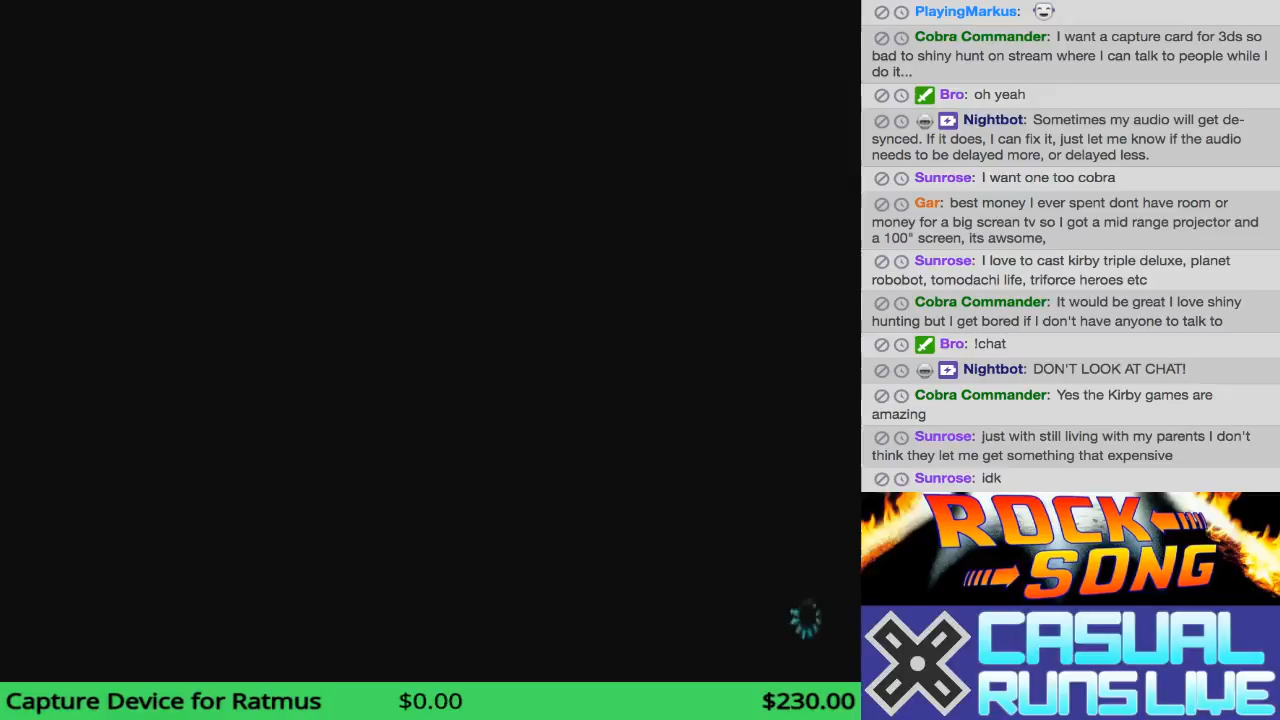 PlayingMarkus:
Cobra Commander: I want a capture card for 3ds so
bad to shiny hunt on stream where I can talk to people while I
do it...
Bro: oh yeah
Nightbot: Sometimes my audio will get de-
synced. If it does, I can fix it, just let me know if the audio
needs to be delayed more, or delayed less.
Sunrose: I want one too cobra
Gar: best money I ever spent dont have room or
money for a big screan tv so I got a mid range projector and
a 100" screen, its awsome,
Sunrose: I love to cast kirby triple deluxe, planet
robobot, tomodachi life, triforce heroes etc
Cobra Commander: It would be great I love shiny
hunting but I get bored if I don't have anyone to talk to
Bro: !chat
Nightbot: DON'T LOOK AT CHAT!
Cobra Commander: Yes the Kirby games are
amazing
Sunrose: just with still living with my parents I don't
think they let me get something that expensive
Sunrose: idk
ROCK
SONG
CASUAL
RUNS LIVE
Capture Device for Ratmus $0.00 $230.00